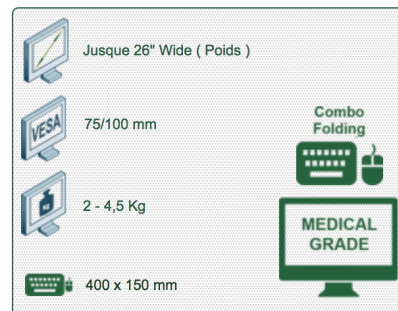 Jusque 26" Wide ( Poids )
VESA
75/100 mm
Combo
Folding
KG
2 - 4,5 Kg
MEDICAL
GRADE
400 x 150 mm